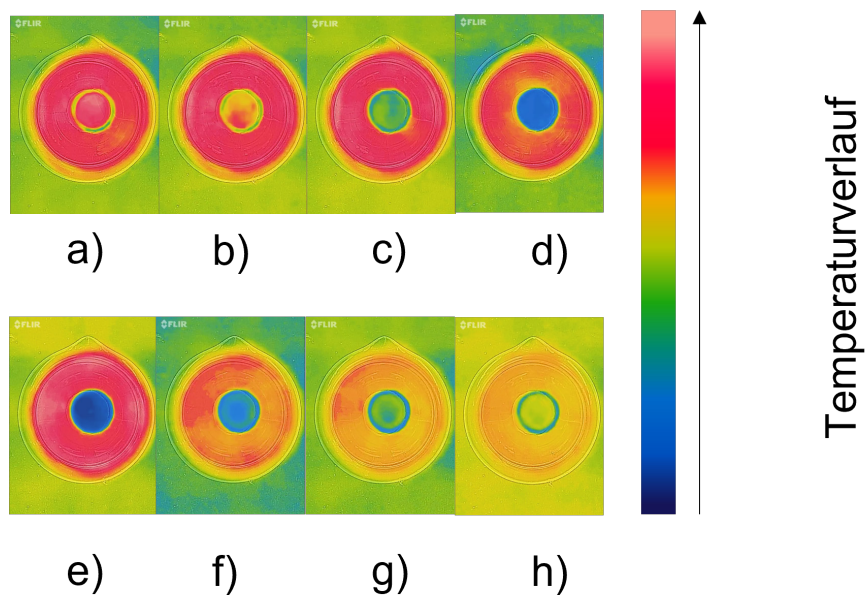 FLIR
FLIR
FLIR
FLIR
a)
b)
c)
d)
FLIR
FLIR
FLIR
FLIR
e)
f)
g)
h)
Temperaturverlauf